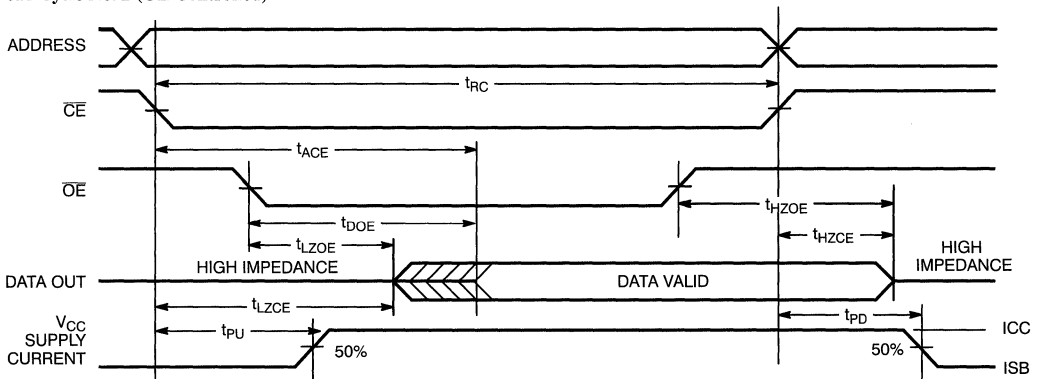 ADDRESS
tRC
CE
tACE
OE
tDOE
tHZOE
tLZOE
tHZCE
HIGH IMPEDANCE
HIGH
IMPEDANCE
DATA OUT
DATA VALID
tLZCE
tPD
VCC
SUPPLY
CURRENT
tPU
50%
50%
ICC
ISB